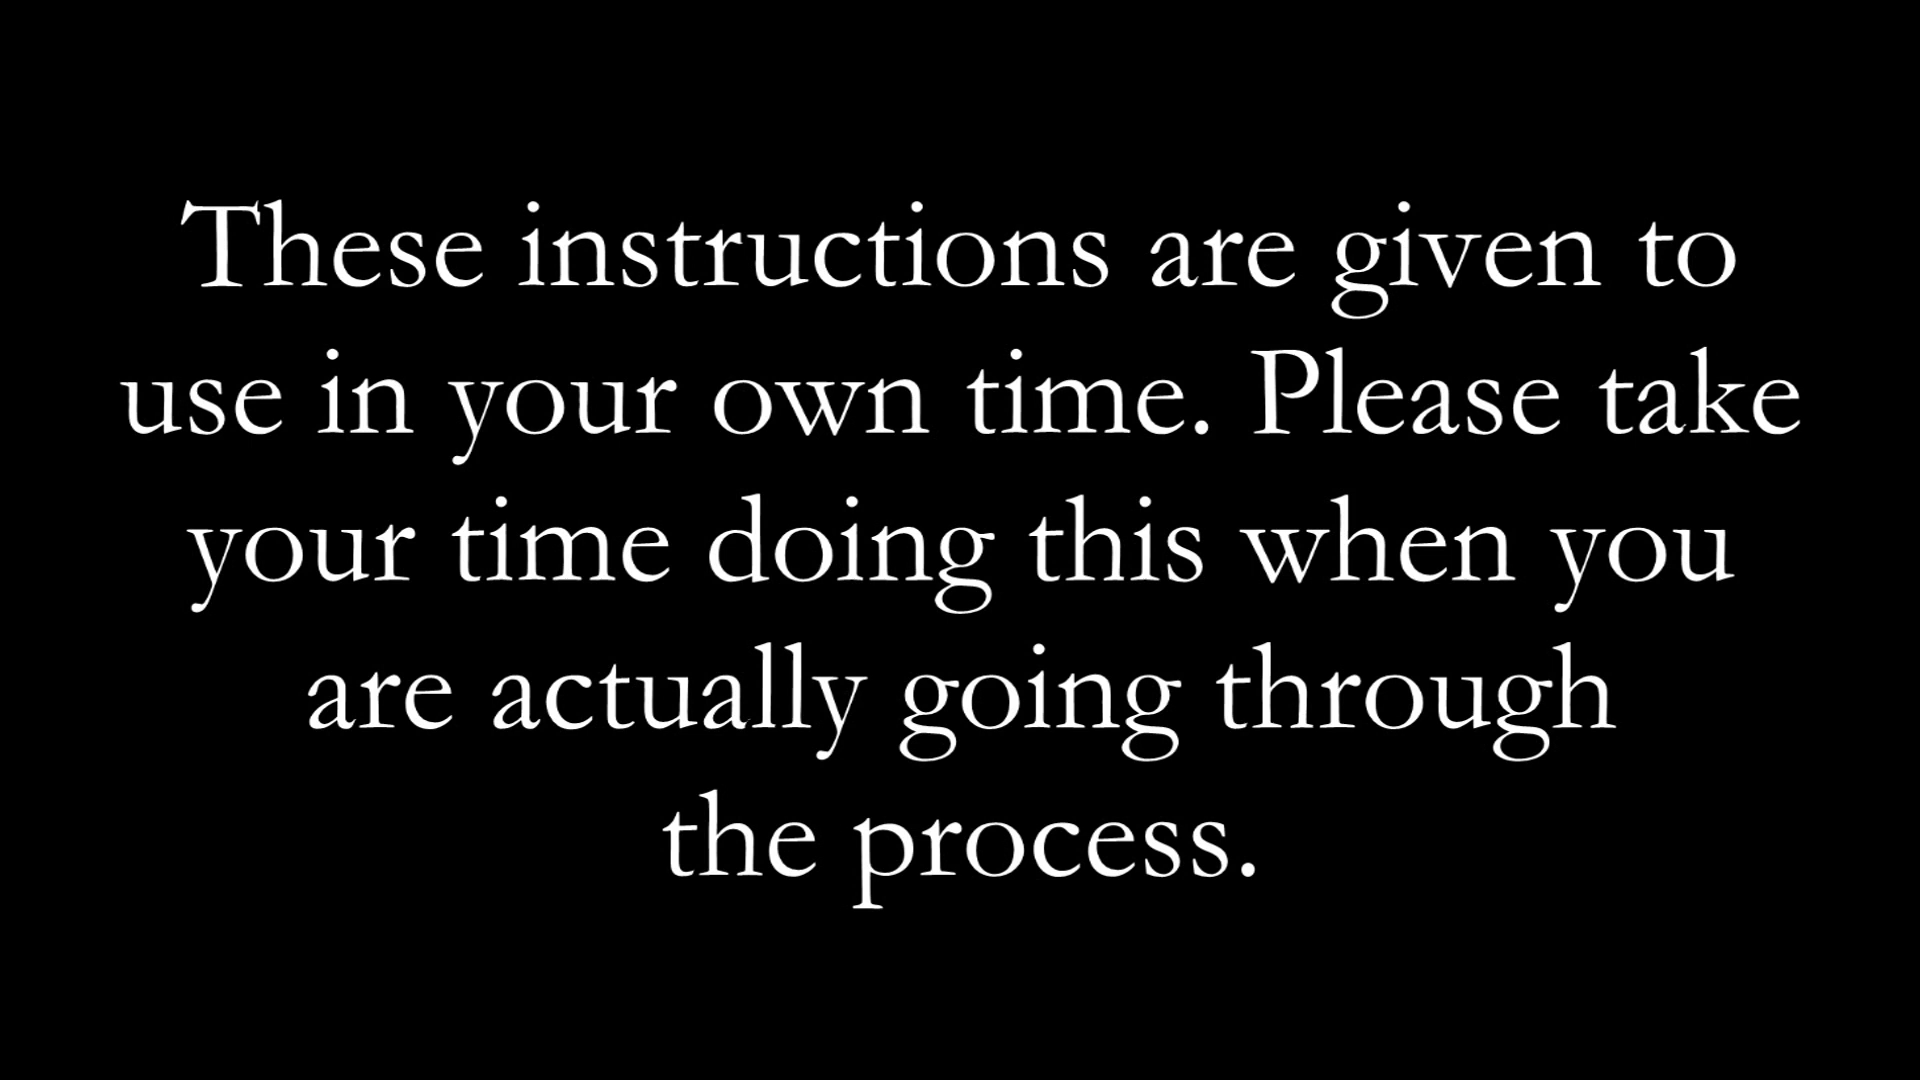 These instructions are given to
use in your own time. Please take
your time doing this when you
are actually going through
the process.